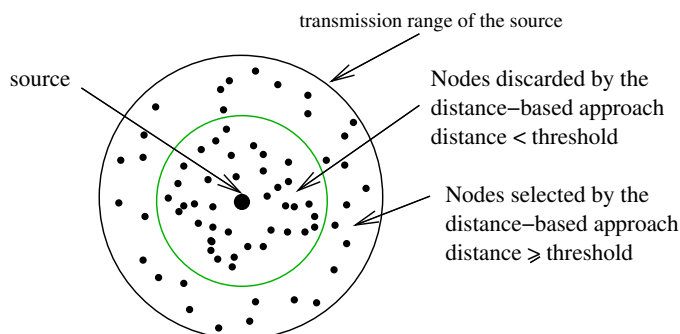 transmission range of the source
source
Nodes discarded by the
distance−based approach
distance < threshold
Nodes selected by the
distance−based approach
distance ⩾ threshold